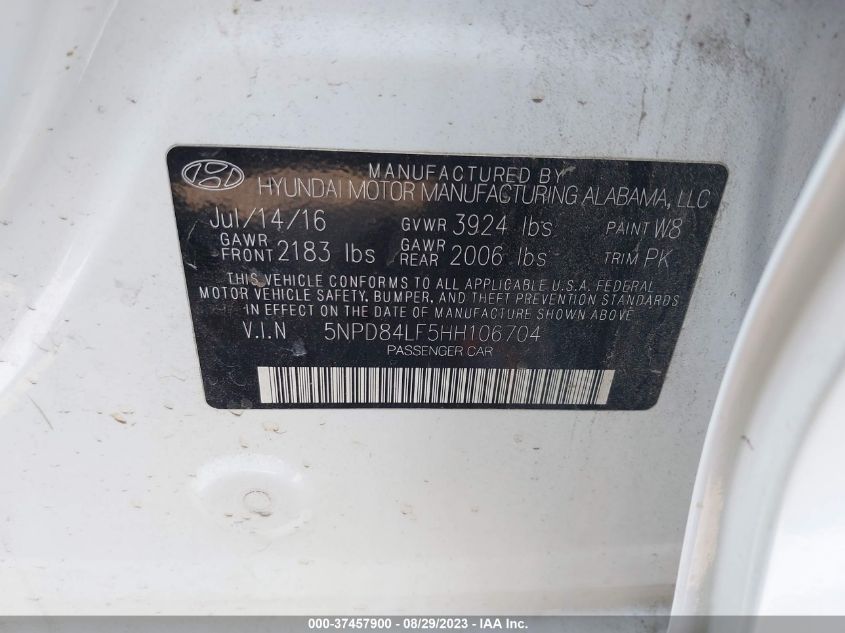 MANUFACTURED BY
HYUNDAI MOTOR MANUFACTURING ALABAMA, LLC
Jul/14/16 GVWR 3924 lbs PAINT W8
GAWR FRONT 2183 lbs GAWR REAR 2006 lbs TRIM PK
THIS VEHICLE CONFORMS TO ALL APPLICABLE U.S.A. FEDERAL
MOTOR VEHICLE SAFETY, BUMPER, AND THEFT PREVENTION STANDARDS
IN EFFECT ON THE DATE OF MANUFACTURE SHOWN ABOVE
V.I.N 5NPD84LF5HH106704
PASSENGER CAR
000-37457900 - 08/29/2023 - IAA Inc.